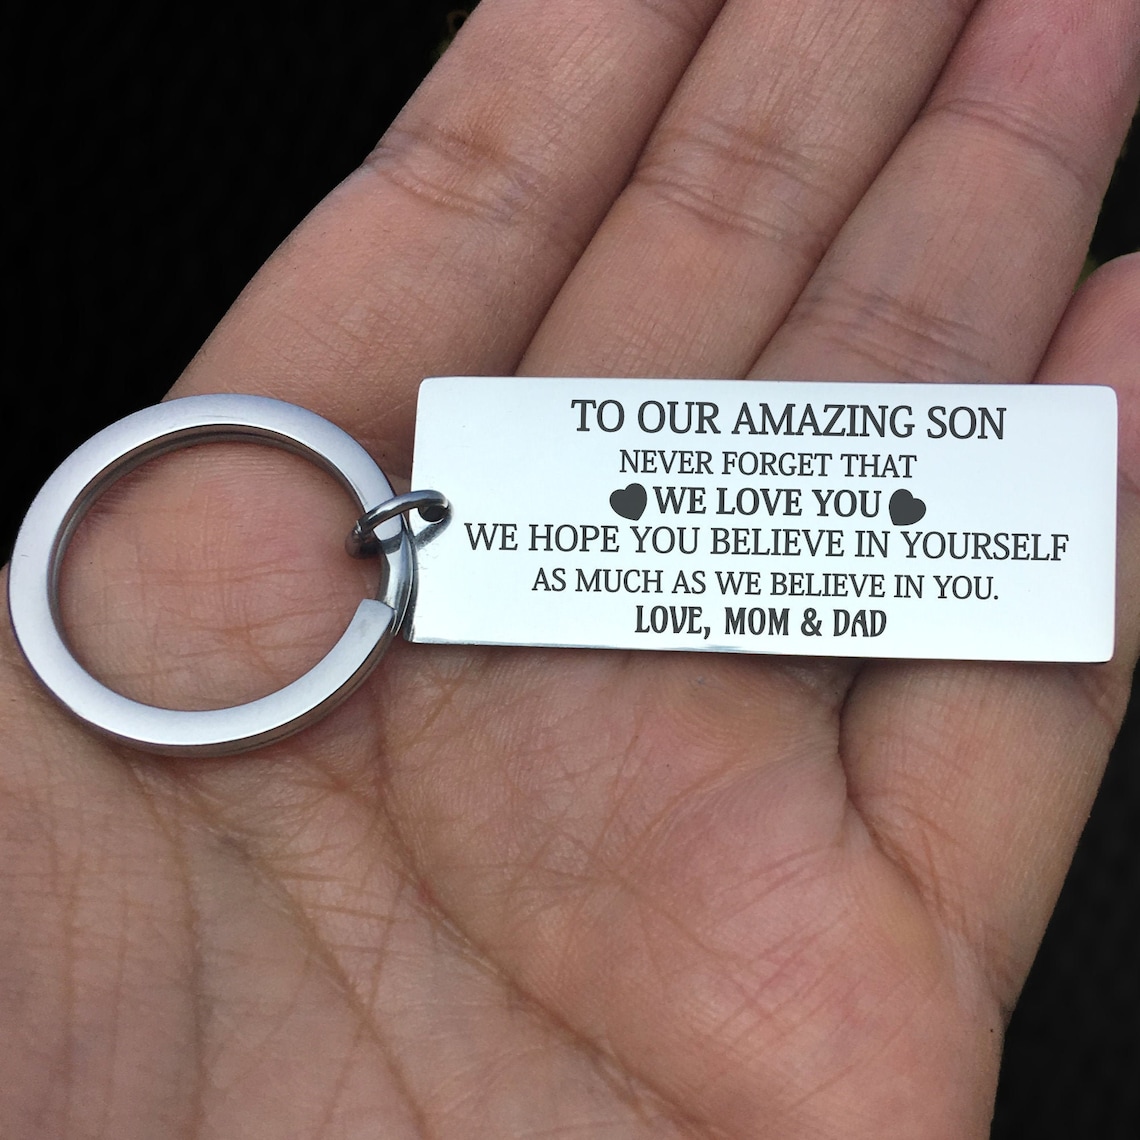 TO OUR AMAZING SON
NEVER FORGET THAT
WE LOVE YOU
WE HOPE YOU BELIEVE IN YOURSELF
AS MUCH AS WE BELIEVE IN YOU.
LOVE, MOM & DAD